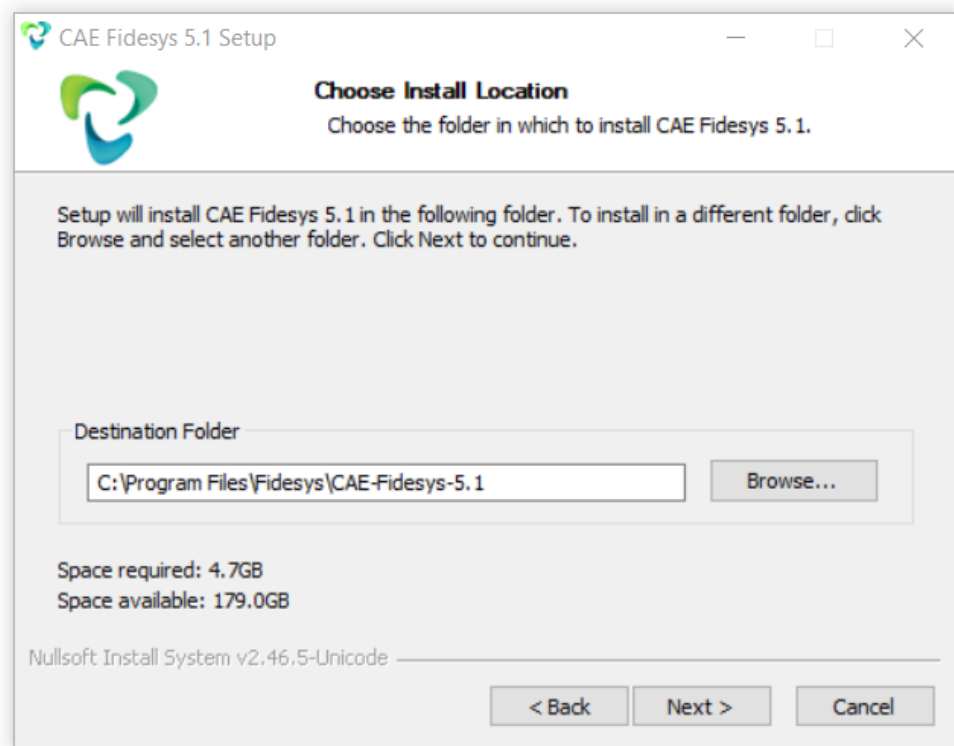 CAE Fidesys 5.1 Setup
Choose Install Location
Choose the folder in which to install CAE Fidesys 5.1.
Setup will install CAE Fidesys 5.1 in the following folder. To install in a different folder, click
Browse and select another folder. Click Next to continue.
Destination Folder
C:\Program Files\Fidesys\CAE-Fidesys-5.1
Browse...
Space required: 4.7GB
Space available: 179.0GB
Nullsoft Install System v2.46.5-Unicode
< Back Next > Cancel